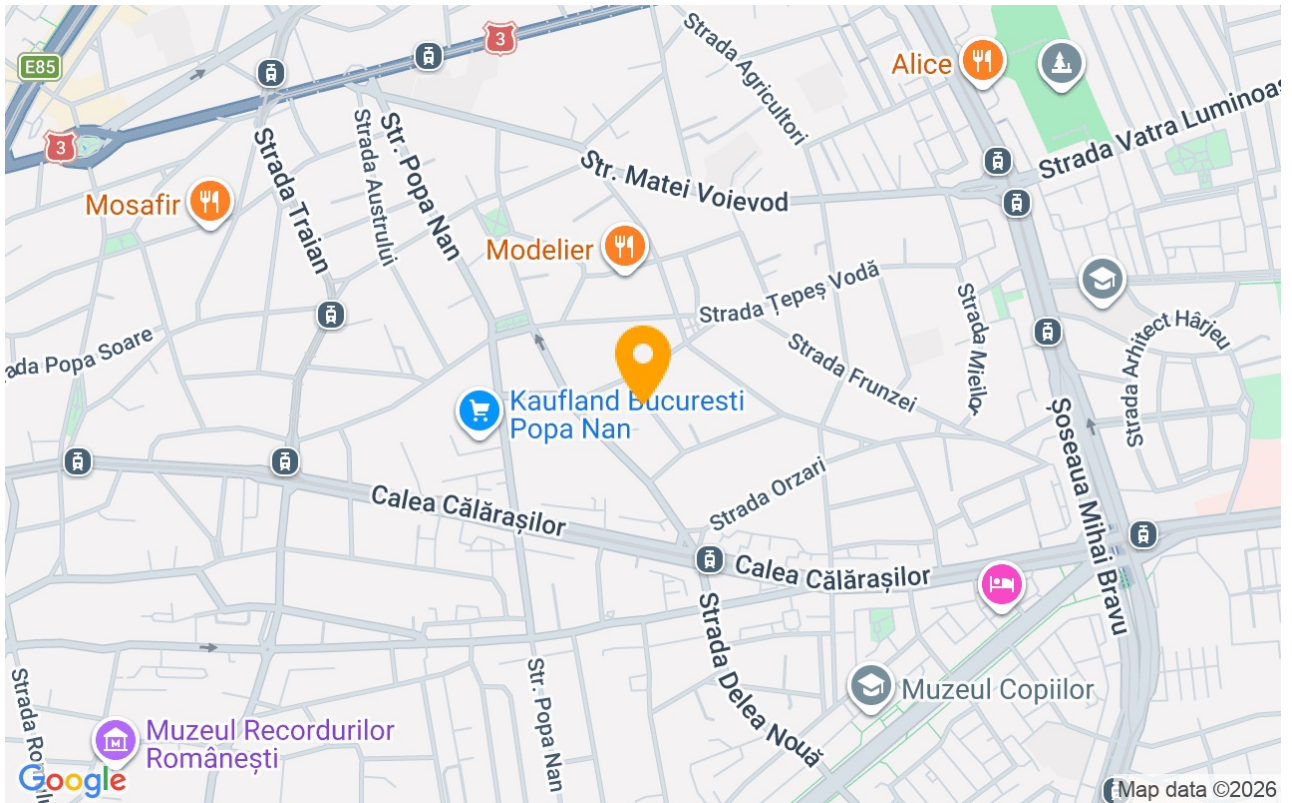 E85
3
3
Strada Agricultori
Alice
Strada Vatra Luminoas
Strada Traian
Strada Austrului
Str. Popa Nan
Str. Matei Voievod
Mosafir
Modelier
Strada Țepeș Vodă
Strada Mieilor
Strada Arhitect Hârjeu
ada Popa Soare
Strada Frunzei
Kaufland Bucuresti
Popa Nan
Șoseaua Mihai Bravu
Strada Orzari
Calea Călărașilor
Calea Călărașilor
Strada Delea Nouă
Str. Popa Nan
Muzeul Copiilor
Muzeul Recordurilor
Românești
M
Google
Map data ©2026